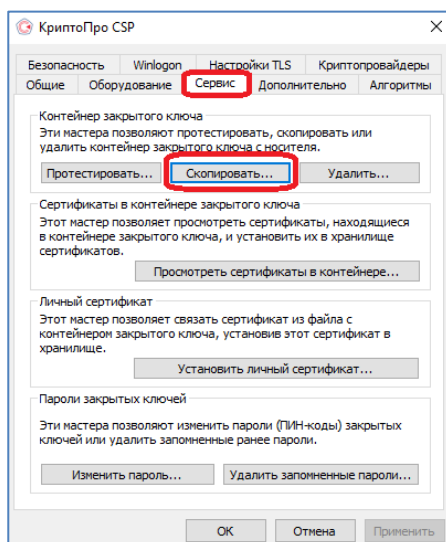 КриптоПро CSP
Безопасность Winlogon Настройки TLS Криптопровайдеры
Общие Оборудование Сервис Дополнительно Алгоритмы
Контейнер закрытого ключа
Эти мастера позволяют протестировать, скопировать или
удалить контейнер закрытого ключа с носителя.
Протестировать... Скопировать... Удалить...
Сертификаты в контейнере закрытого ключа
Этот мастер позволяет просмотреть сертификаты, находящиеся
в контейнере закрытого ключа, и установить их в хранилище
сертификатов.
Просмотреть сертификаты в контейнере...
Личный сертификат
Этот мастер позволяет связать сертификат из файла с
контейнером закрытого ключа, установив этот сертификат в
хранилище.
Установить личный сертификат...
Пароли закрытых ключей
Эти мастера позволяют изменить пароли (ПИН-коды) закрытых
ключей или удалить запомненные ранее пароли.
Изменить пароль... Удалить запомненные пароли...
ОК Отмена Применить